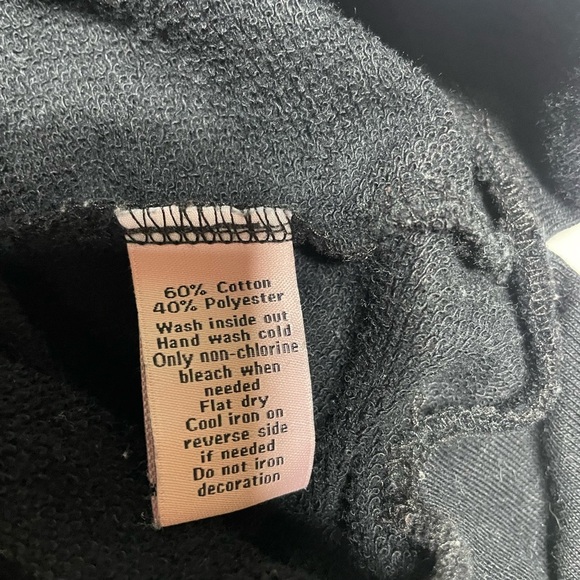 60% Cotton
40% Polyester
Wash inside out
Hand wash cold
Only non-chlorine
bleach when
needed
Flat dry
Cool iron on
reverse side
if needed
Do not iron
decoration